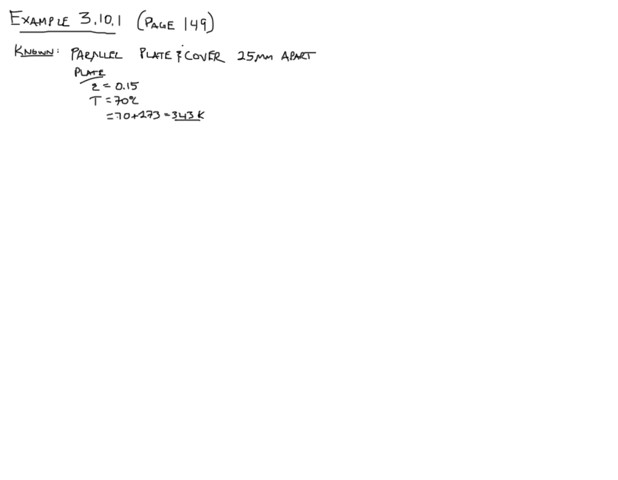 EXAMPLE 3.10.1 (PAGE 149)
KNOWN: PARALLEL PLATE & COVER 25mm APART
PLATE
ε = 0.15
T = 70°C
= 70 + 273 = 343 K